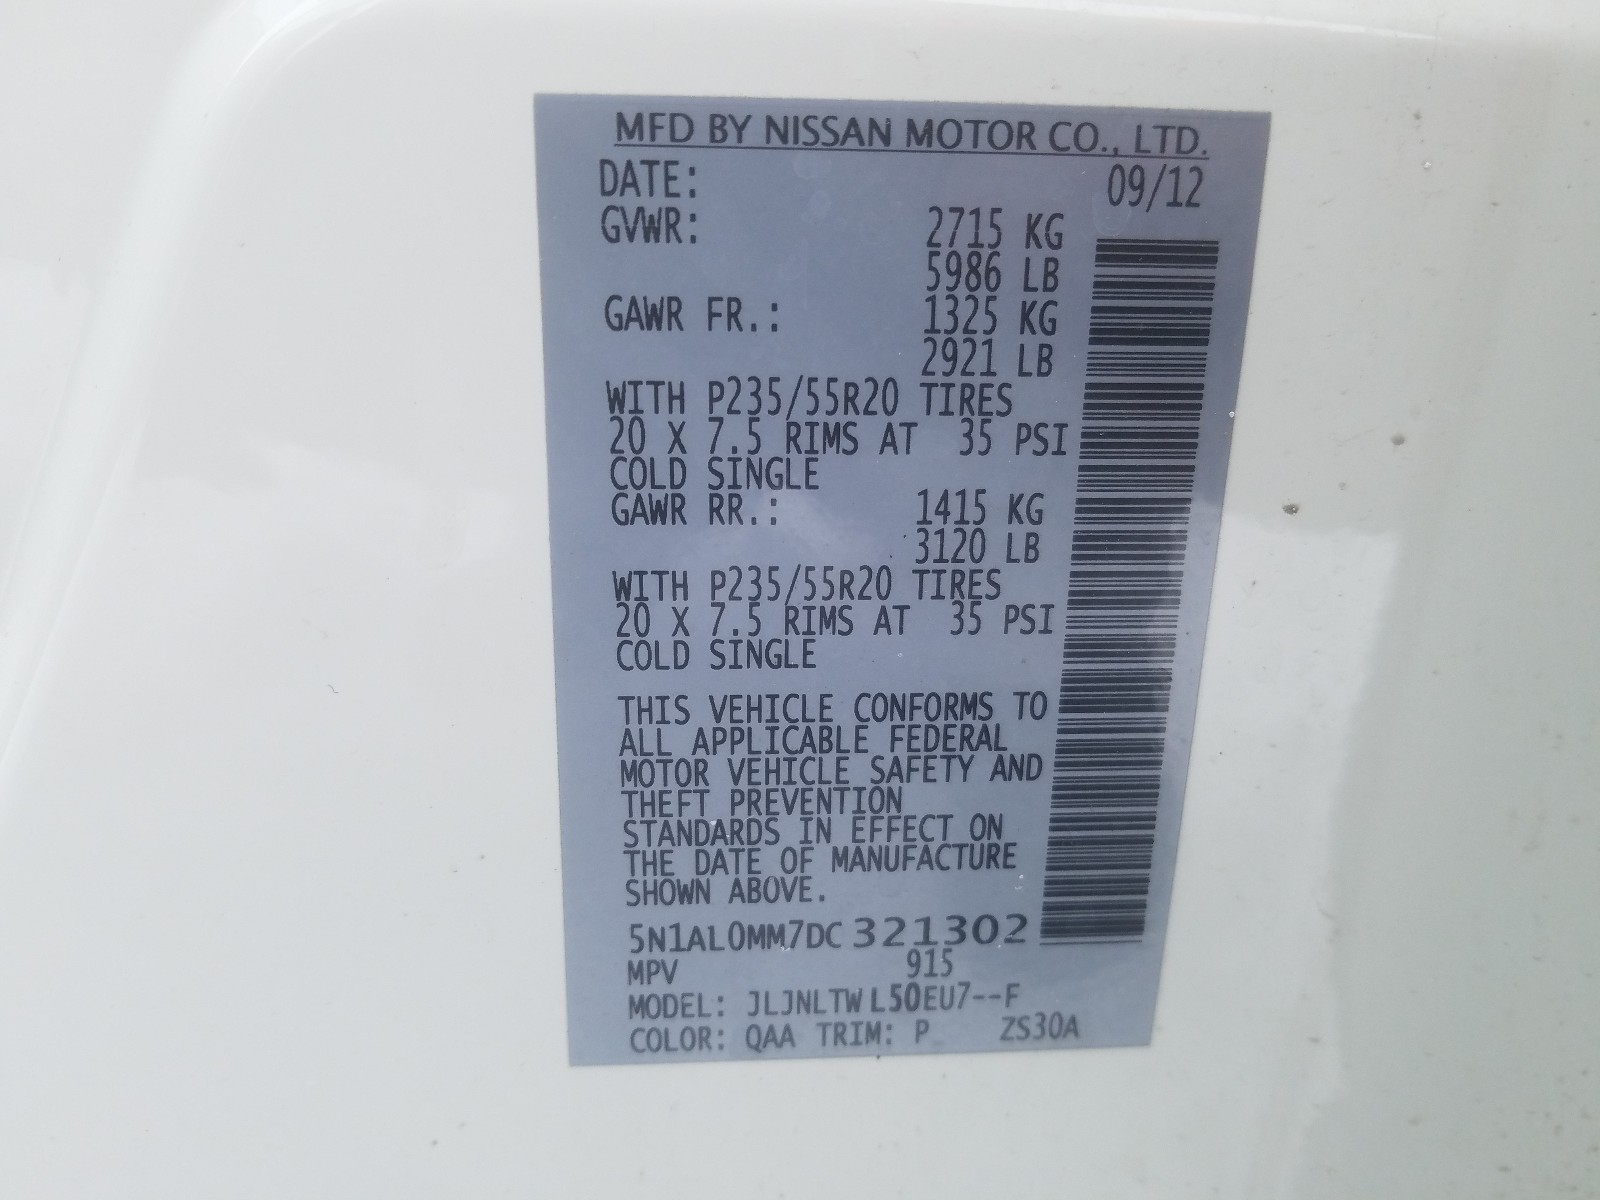 MFD BY NISSAN MOTOR CO., LTD.
DATE: 09/12
GVWR: 2715 KG
5986 LB
GAWR FR.: 1325 KG
2921 LB
WITH P235/55R20 TIRES
20 X 7.5 RIMS AT 35 PSI
COLD SINGLE
GAWR RR.: 1415 KG
3120 LB
WITH P235/55R20 TIRES
20 X 7.5 RIMS AT 35 PSI
COLD SINGLE
THIS VEHICLE CONFORMS TO
ALL APPLICABLE FEDERAL
MOTOR VEHICLE SAFETY AND
THEFT PREVENTION
STANDARDS IN EFFECT ON
THE DATE OF MANUFACTURE
SHOWN ABOVE.
5N1AL0MM7DC321302
MPV 915
MODEL: JLJNLTWL50EU7--F
COLOR: QAA TRIM: P ZS30A